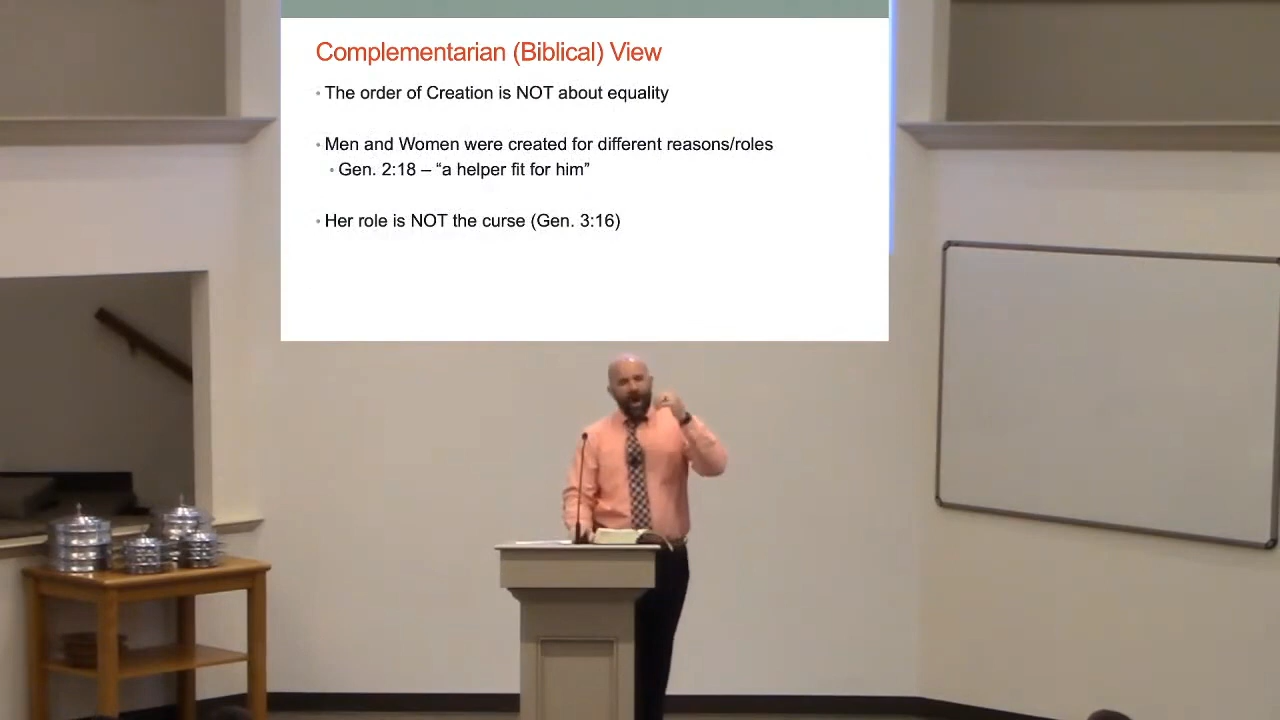 Complementarian (Biblical) View
• The order of Creation is NOT about equality
• Men and Women were created for different reasons/roles
• Gen. 2:18 – “a helper fit for him”
• Her role is NOT the curse (Gen. 3:16)